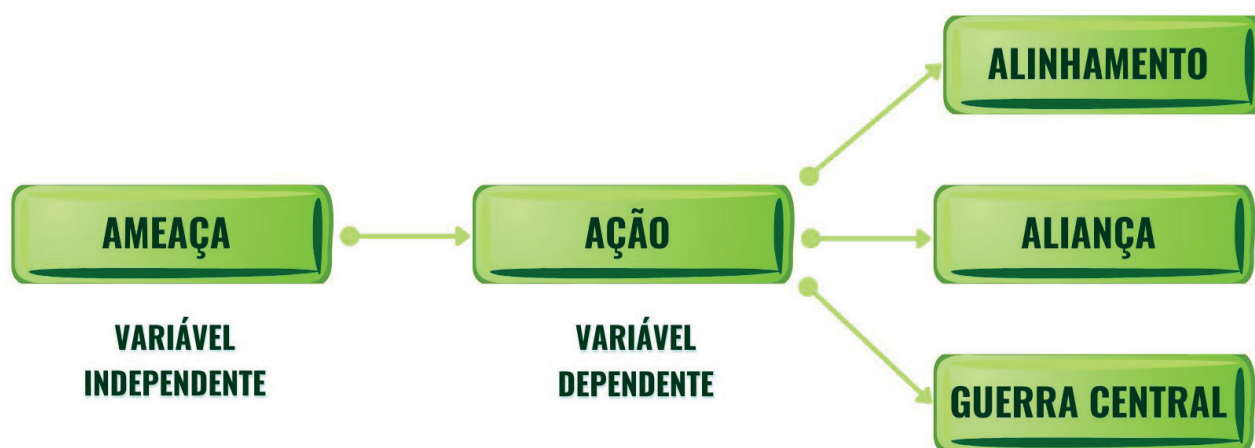 ALINHAMENTO
AMEAÇA
AÇÃO
ALIANÇA
VARIÁVEL
INDEPENDENTE
VARIÁVEL
DEPENDENTE
GUERRA CENTRAL